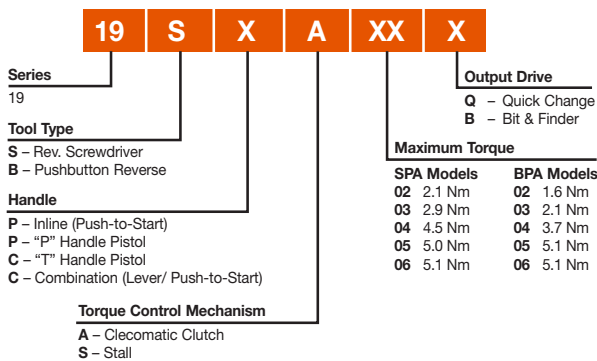 19 S X A XX X
Series
19
Tool Type
S – Rev. Screwdriver
B – Pushbutton Reverse
Handle
P – Inline (Push-to-Start)
P – “P” Handle Pistol
C – “T” Handle Pistol
C – Combination (Lever/ Push-to-Start)
Torque Control Mechanism
A – Clecomatic Clutch
S – Stall
Output Drive
Q – Quick Change
B – Bit & Finder
Maximum Torque
SPA Models BPA Models
02 2.1 Nm 02 1.6 Nm
03 2.9 Nm 03 2.1 Nm
04 4.5 Nm 04 3.7 Nm
05 5.0 Nm 05 5.1 Nm
06 5.1 Nm 06 5.1 Nm